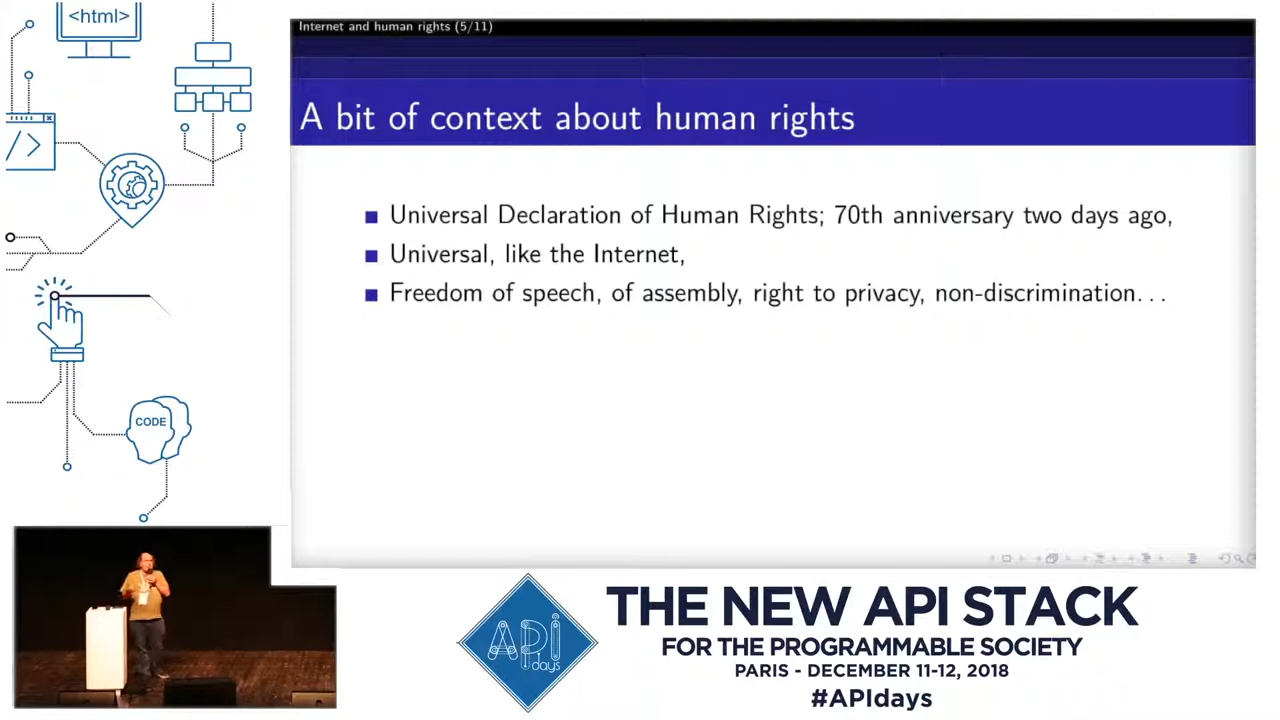 <html>
Internet and human rights (5/11)
A bit of context about human rights
Universal Declaration of Human Rights; 70th anniversary two days ago,
Universal, like the Internet,
Freedom of speech, of assembly, right to privacy, non-discrimination...
/>
CODE
API
days
THE NEW API STACK
FOR THE PROGRAMMABLE SOCIETY
PARIS - DECEMBER 11-12, 2018
#APIdays